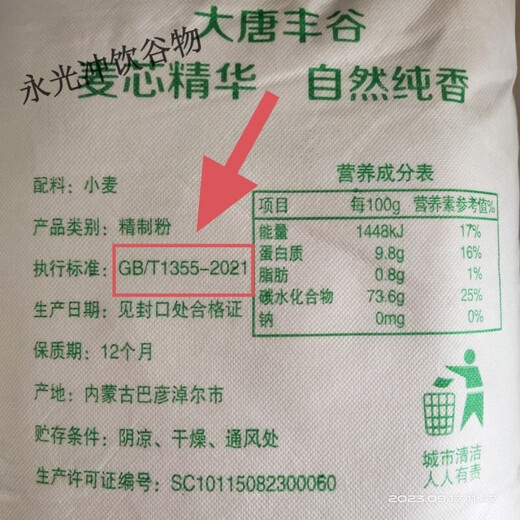 大唐丰谷
永光冲饮谷物
麦芯精华 自然纯香
配料: 小麦
产品类别: 精制粉
执行标准: GB/T1355-2021
生产日期: 见封口处合格证
保质期: 12个月
产地: 内蒙古巴彦淖尔市
贮存条件: 阴凉、干燥、通风处
生产许可证编号: SC10115082300060
营养成分表
项目 每100g 营养素参考值%
能量 1448kJ 17%
蛋白质 9.8g 16%
脂肪 0.8g 1%
碳水化合物 73.6g 25%
钠 0mg 0%
城市清洁
人人有责